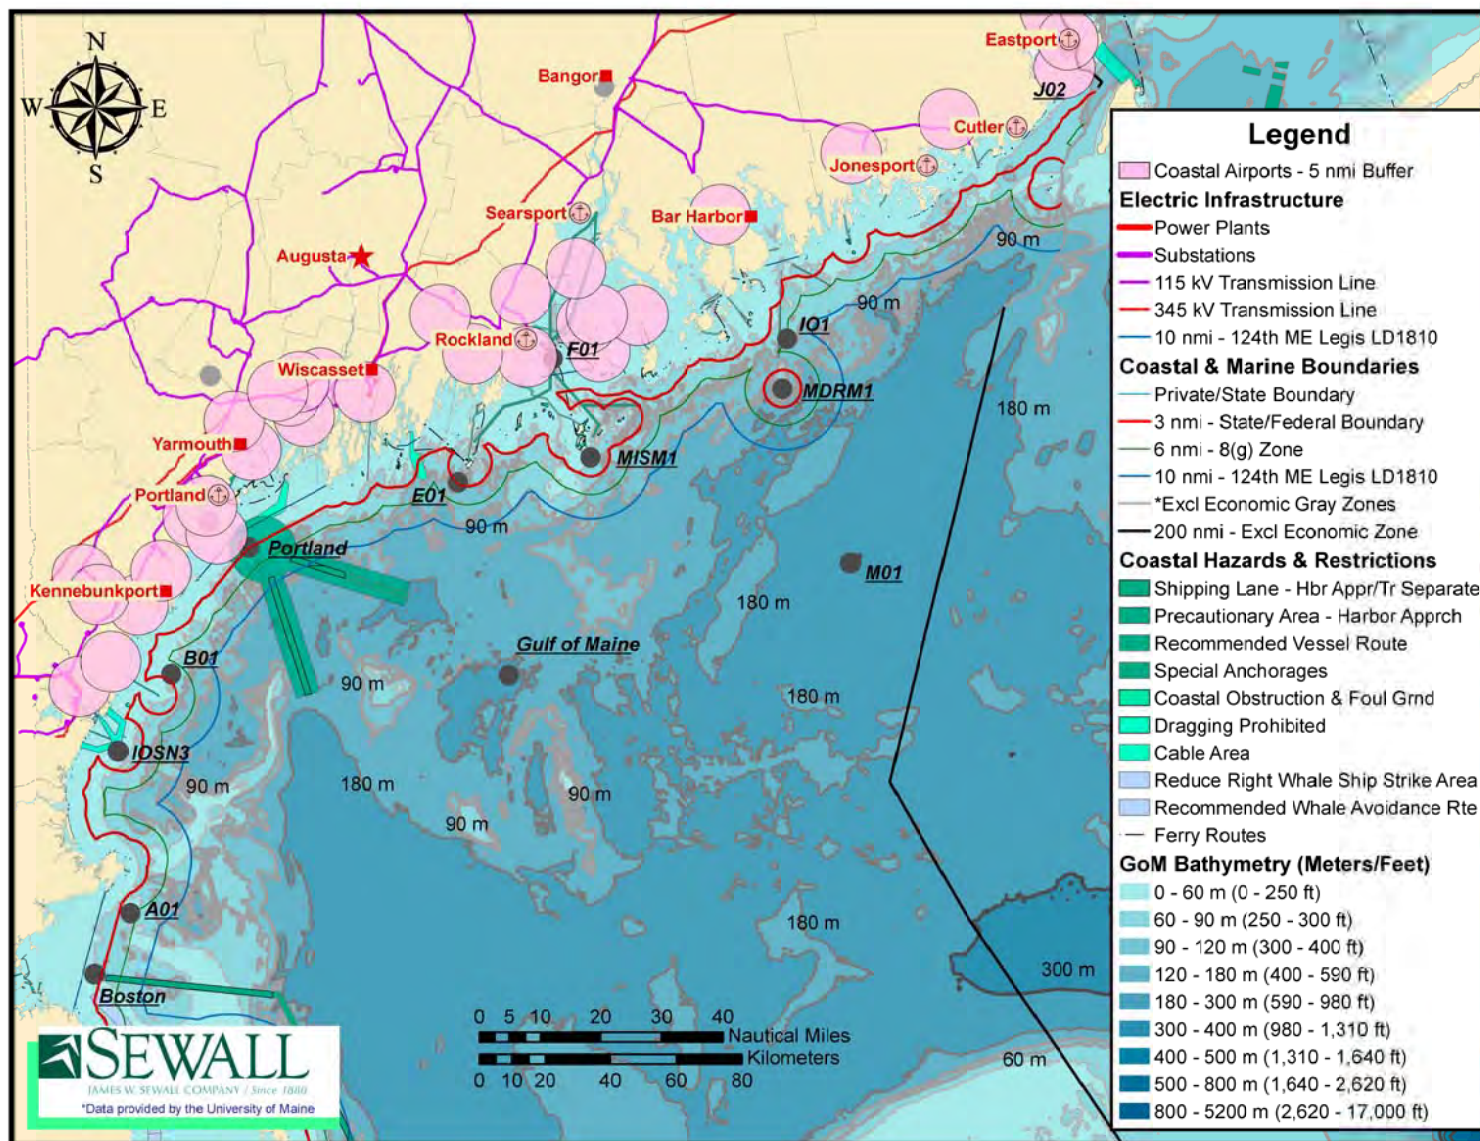 N
W
E
S
Eastport
Bangor
J02
Cutler
Jonesport
Searsport
Bar Harbor
Augusta
90 m
90 m
IO1
Rockland
F01
Wiscasset
MDRM1
180 m
Yarmouth
MISM1
E01
Portland
90 m
Portland
M01
Kennebunkport
180 m
Gulf of Maine
B01
90 m
180 m
IOSN3
90 m
180 m
90 m
90 m
A01
180 m
300 m
Boston
60 m
0 5 10 20 30 40
Nautical Miles
Kilometers
0 10 20 40 60 80
SEWALL
JAMES W. SEWALL COMPANY / Since 1880
*Data provided by the University of Maine
Legend
Coastal Airports - 5 nmi Buffer
Electric Infrastructure
Power Plants
Substations
115 kV Transmission Line
345 kV Transmission Line
10 nmi - 124th ME Legis LD1810
Coastal & Marine Boundaries
Private/State Boundary
3 nmi - State/Federal Boundary
6 nmi - 8(g) Zone
10 nmi - 124th ME Legis LD1810
*Excl Economic Gray Zones
200 nmi - Excl Economic Zone
Coastal Hazards & Restrictions
Shipping Lane - Hbr Appr/Tr Separate
Precautionary Area - Harbor Apprch
Recommended Vessel Route
Special Anchorages
Coastal Obstruction & Foul Grnd
Dragging Prohibited
Cable Area
Reduce Right Whale Ship Strike Area
Recommended Whale Avoidance Rte
Ferry Routes
GoM Bathymetry (Meters/Feet)
0 - 60 m (0 - 250 ft)
60 - 90 m (250 - 300 ft)
90 - 120 m (300 - 400 ft)
120 - 180 m (400 - 590 ft)
180 - 300 m (590 - 980 ft)
300 - 400 m (980 - 1,310 ft)
400 - 500 m (1,310 - 1,640 ft)
500 - 800 m (1,640 - 2,620 ft)
800 - 5200 m (2,620 - 17,000 ft)